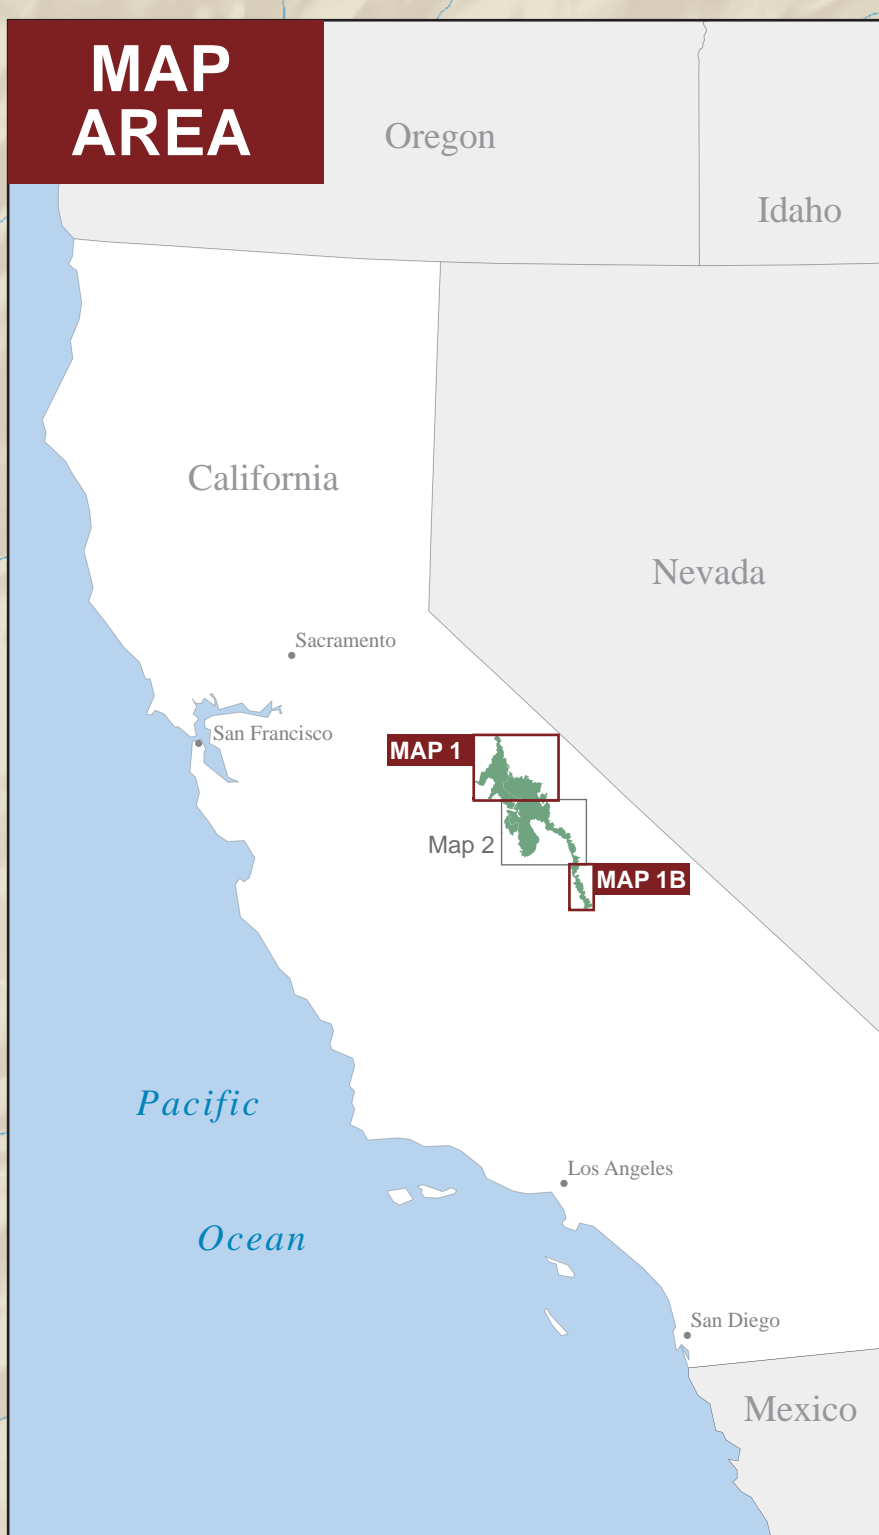 MAP
AREA
Oregon
Idaho
California
Nevada
Sacramento
San Francisco
MAP 1
Map 2
MAP 1B
Pacific
Ocean
Los Angeles
San Diego
Mexico